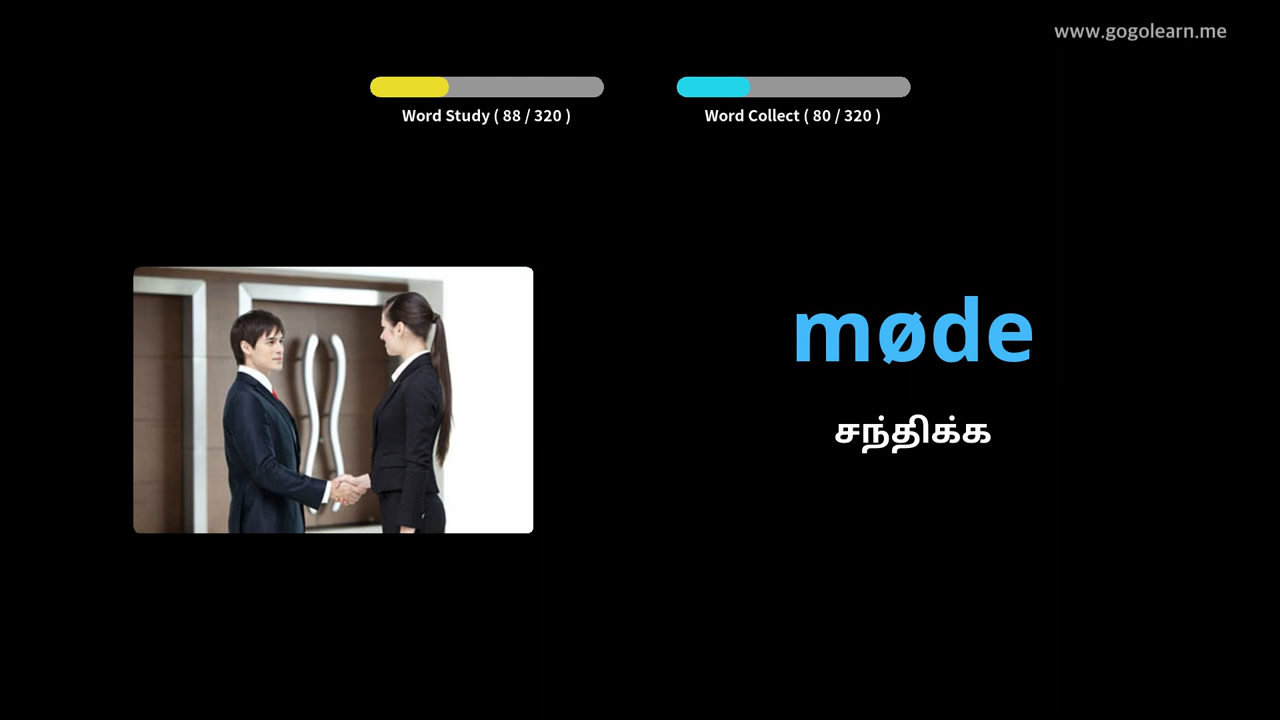 www.gogolearn.me
Word Study ( 88 / 320 )
Word Collect ( 80 / 320 )
møde
சந்திக்க